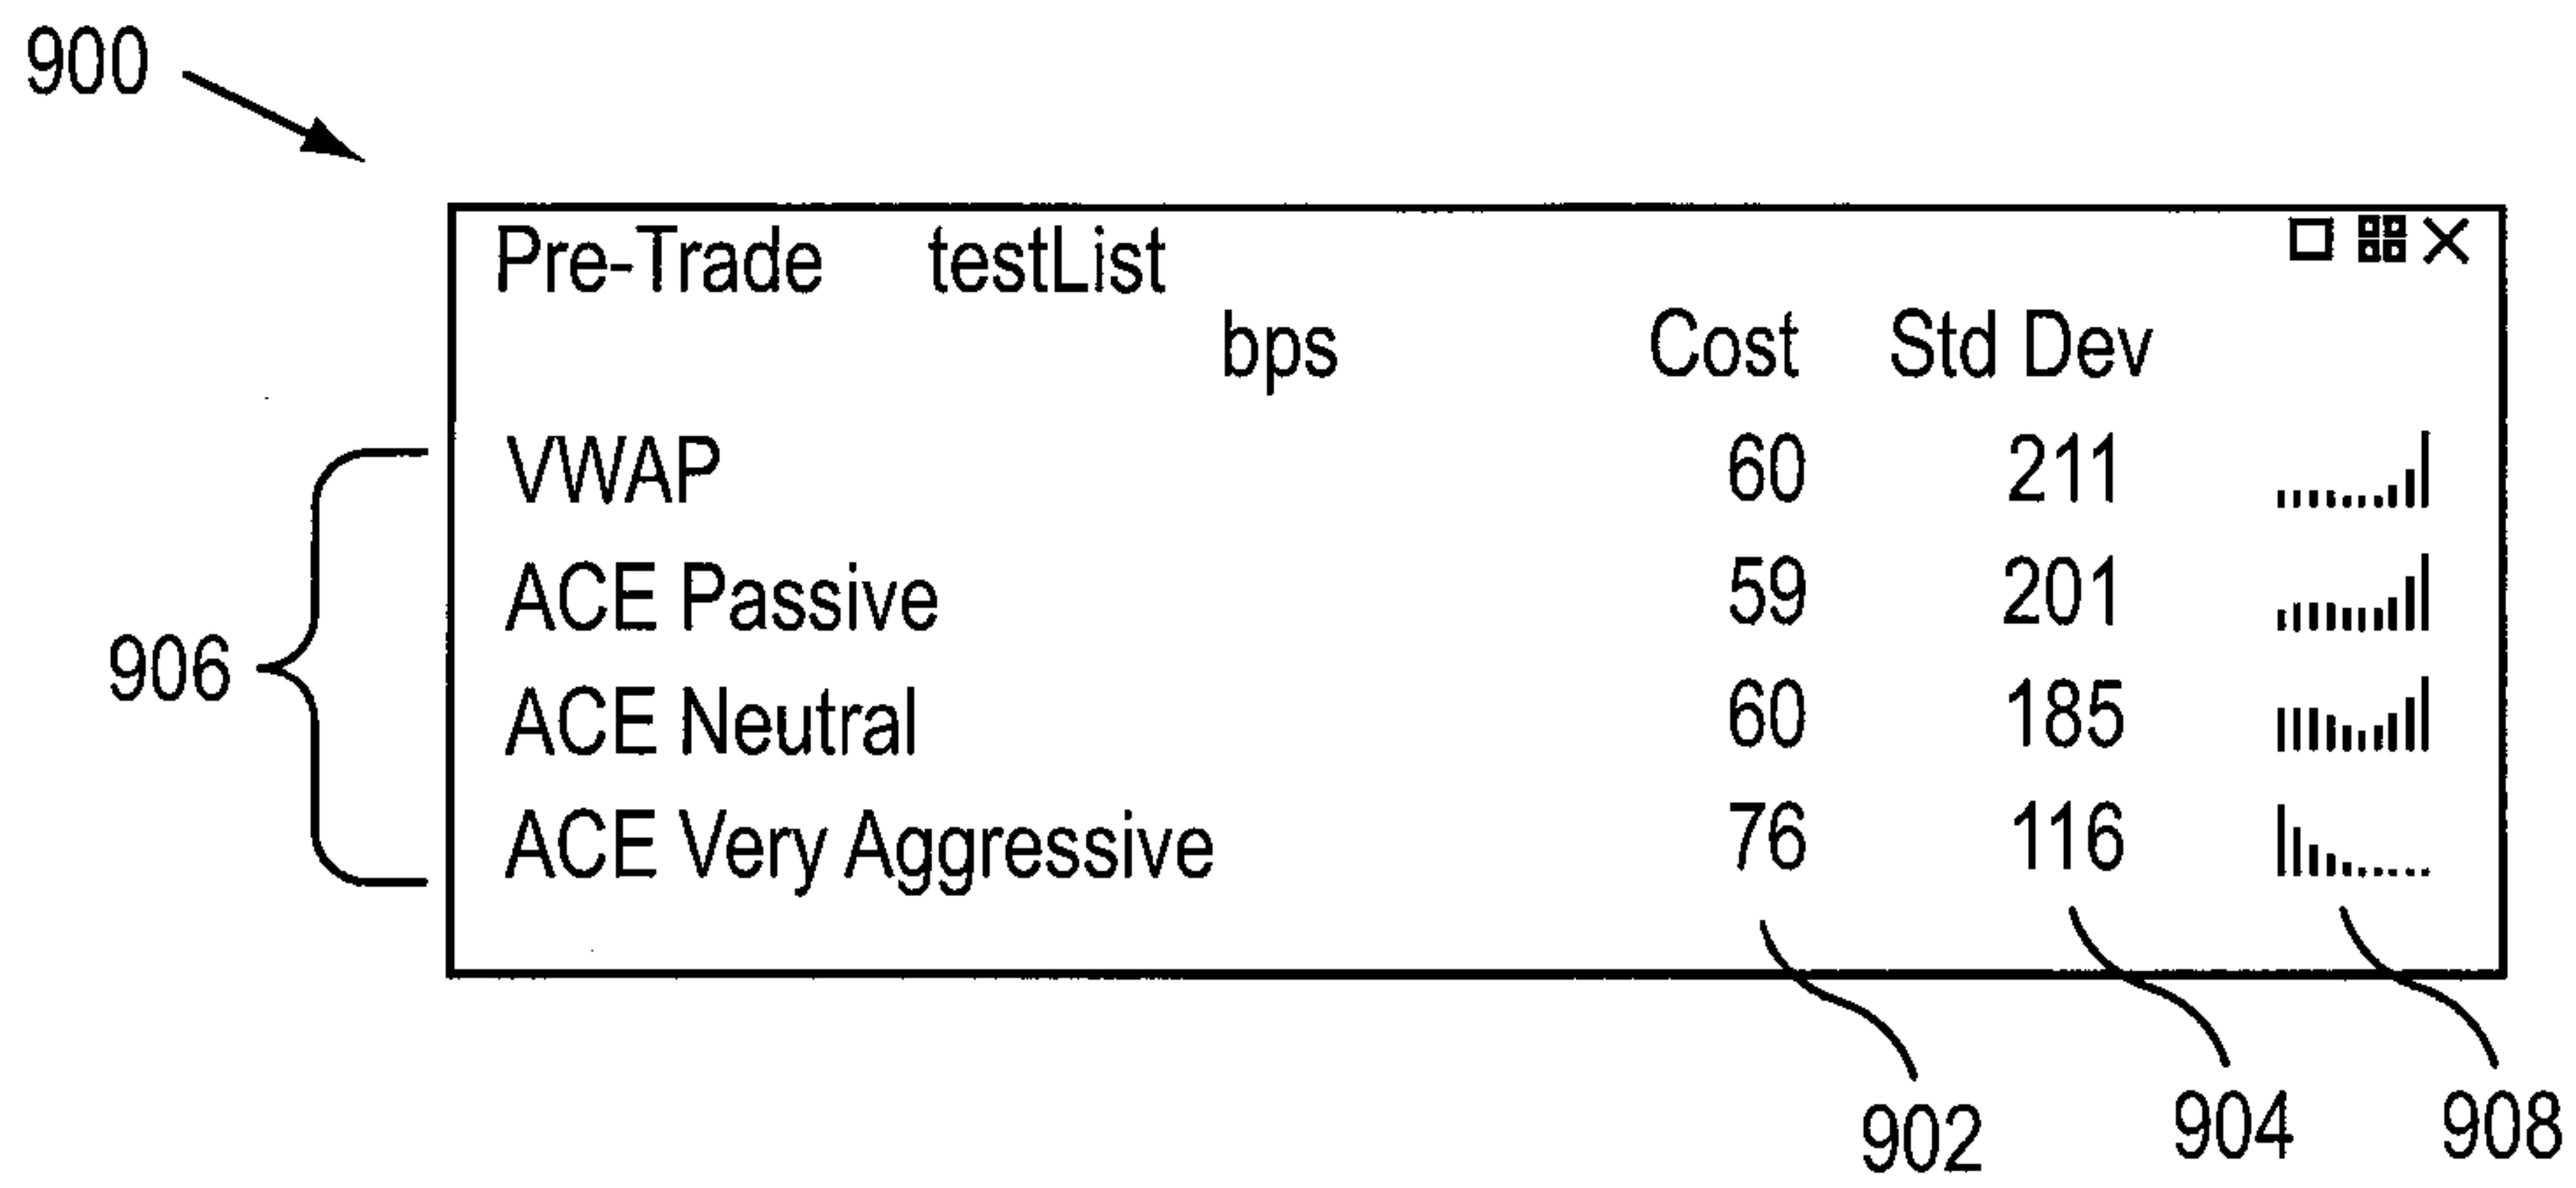 900
Pre-Trade testList
bps Cost Std Dev
VWAP 60 211
ACE Passive 59 201
906
ACE Neutral 60 185
ACE Very Aggressive 76 116
902 904 908